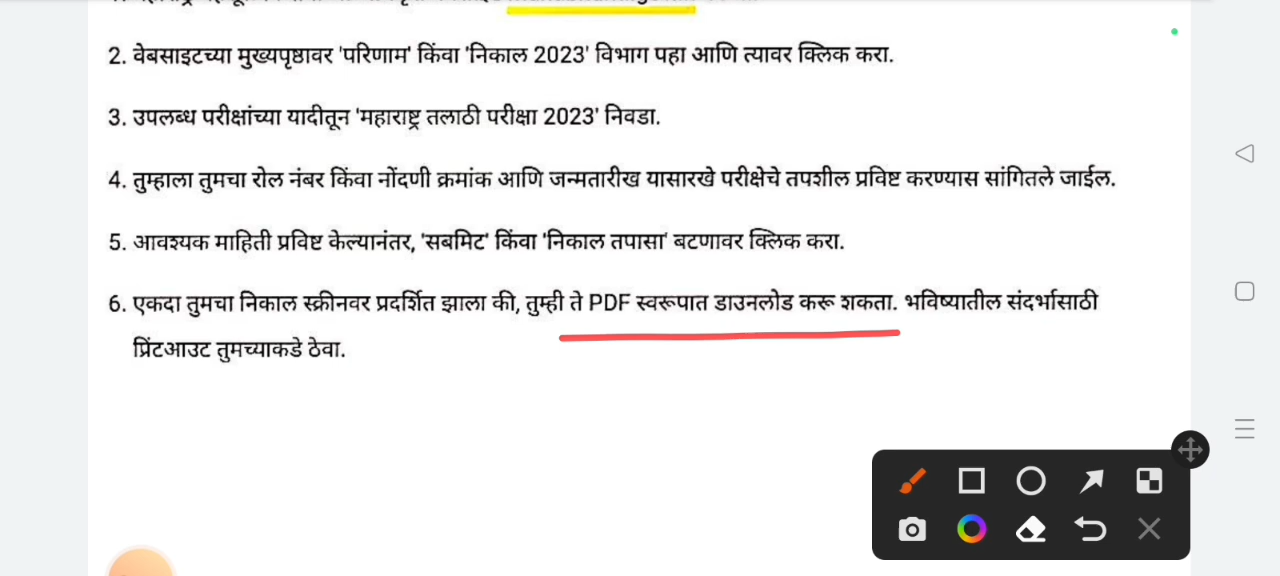 2. वेबसाइटच्या मुख्यपृष्ठावर 'परिणाम' किंवा 'निकाल 2023' विभाग पहा आणि त्यावर क्लिक करा.
3. उपलब्ध परीक्षांच्या यादीतून 'महाराष्ट्र तलाठी परीक्षा 2023' निवडा.
4. तुम्हाला तुमचा रोल नंबर किंवा नोंदणी क्रमांक आणि जन्मतारीख यासारखे परीक्षेचे तपशील प्रविष्ट करण्यास सांगितले जाईल.
5. आवश्यक माहिती प्रविष्ट केल्यानंतर, 'सबमिट' किंवा 'निकाल तपासा' बटणावर क्लिक करा.
6. एकदा तुमचा निकाल स्क्रीनवर प्रदर्शित झाला की, तुम्ही ते PDF स्वरूपात डाउनलोड करू शकता. भविष्यातील संदर्भासाठी
प्रिंटआउट तुमच्याकडे ठेवा.